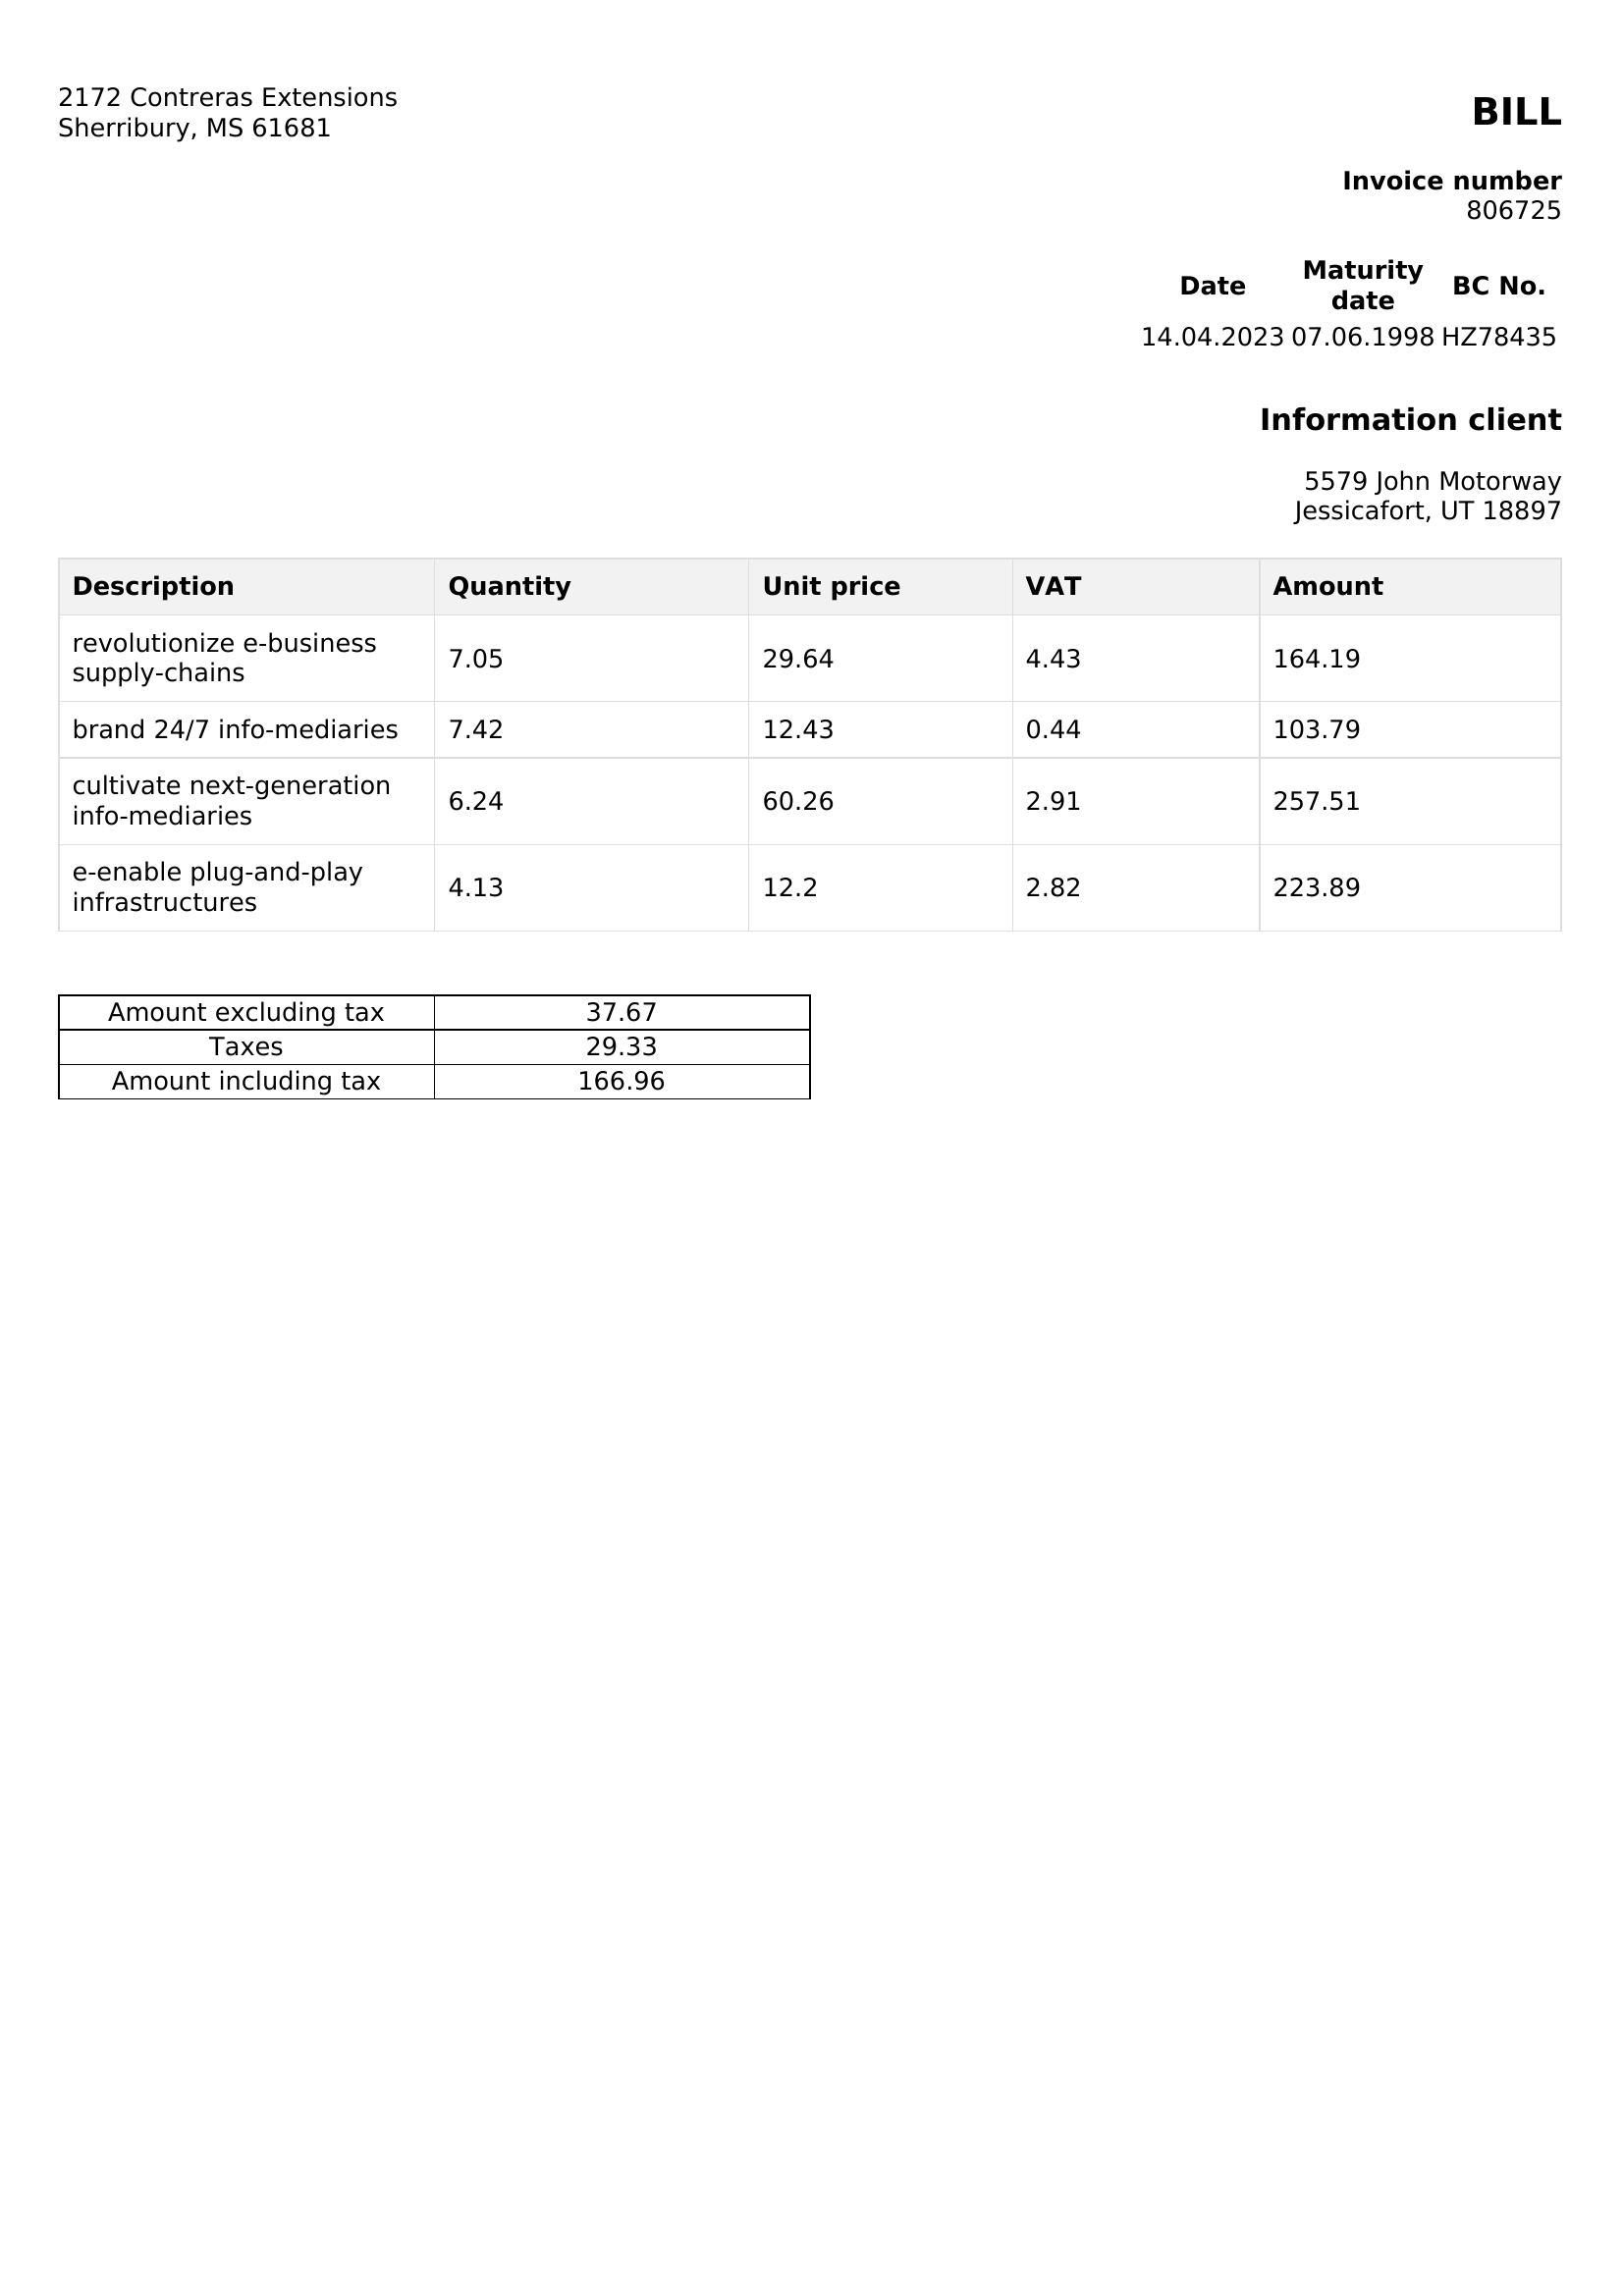 2172 Contreras Extensions
Sherribury, MS 61681
BILL
Invoice number
806725
Date Maturity date BC No.
14.04.2023 07.06.1998 HZ78435
Information client
5579 John Motorway
Jessicafort, UT 18897
Description Quantity Unit price VAT Amount
revolutionize e-business
supply-chains 7.05 29.64 4.43 164.19
brand 24/7 info-mediaries 7.42 12.43 0.44 103.79
cultivate next-generation
info-mediaries 6.24 60.26 2.91 257.51
e-enable plug-and-play
infrastructures 4.13 12.2 2.82 223.89
Amount excluding tax 37.67
Taxes 29.33
Amount including tax 166.96